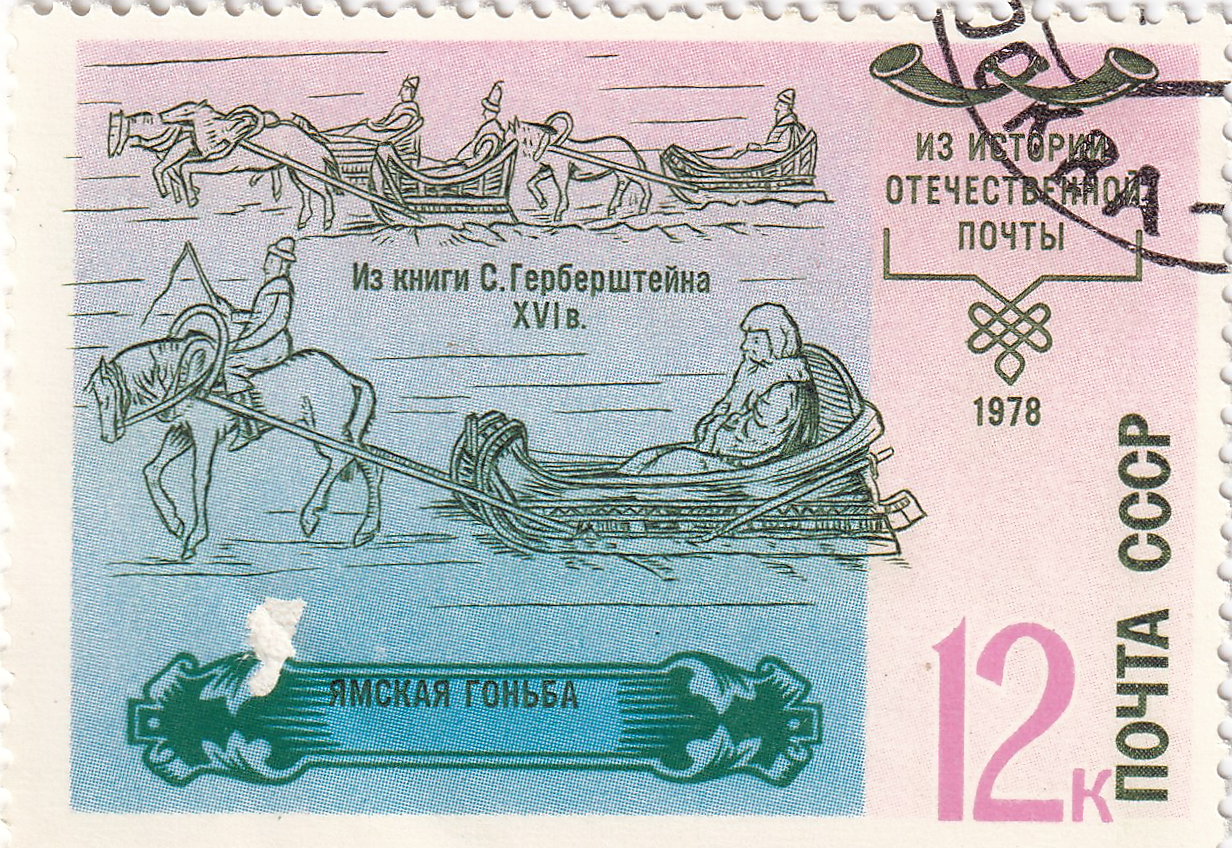 Из книги С. Герберштейна
XVI в.
ИЗ ИСТОРИИ
ОТЕЧЕСТВЕННОЙ
ПОЧТЫ
1978
ПОЧТА СССР
12к
ЯМСКАЯ ГОНЬБА